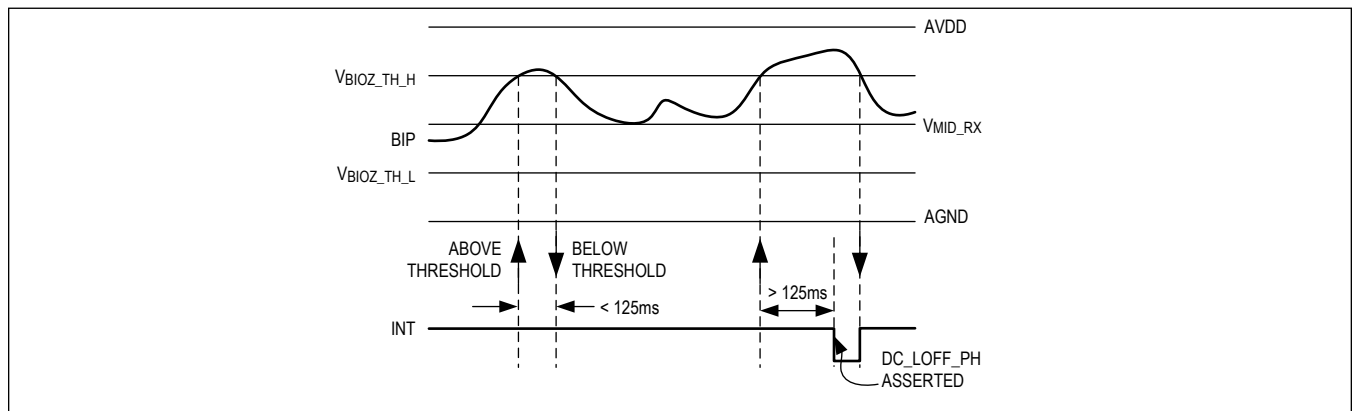 AVDD
VBIOZ_TH_H
VMID_RX
BIP
VBIOZ_TH_L
AGND
ABOVE
THRESHOLD
BELOW
THRESHOLD
> 125ms
< 125ms
INT
DC_LOFF_PH
ASSERTED